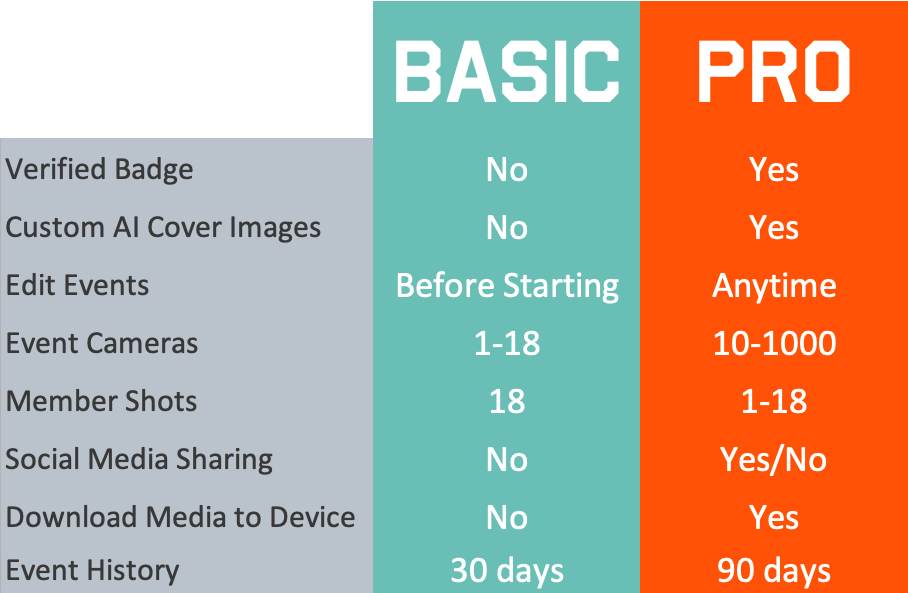 BASIC PRO
Verified Badge No Yes
Custom AI Cover Images No Yes
Edit Events Before Starting Anytime
Event Cameras 1-18 10-1000
Member Shots 18 1-18
Social Media Sharing No Yes/No
Download Media to Device No Yes
Event History 30 days 90 days